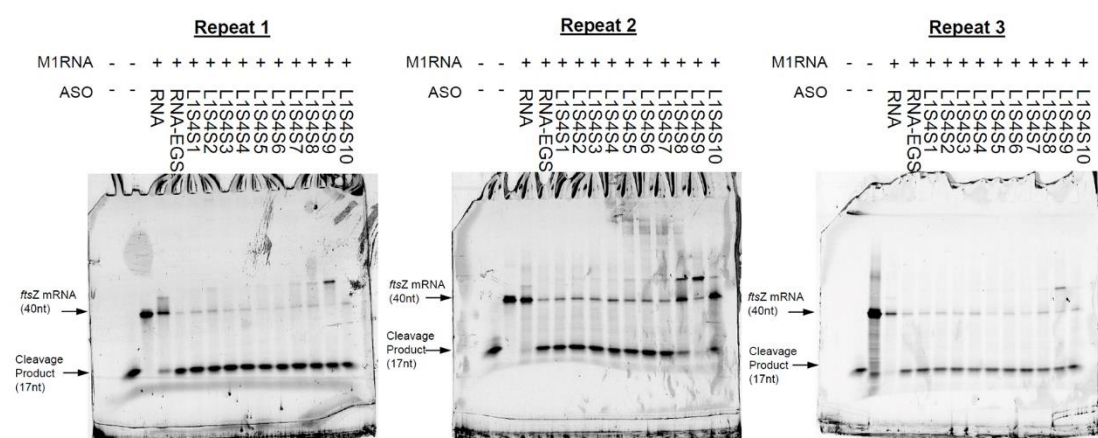 Repeat 1
M1RNA - - + + + + + + + + + + + +
ASO - -
RNA
RNA-EGS
L1S4S1
L1S4S2
L1S4S3
L1S4S4
L1S4S5
L1S4S6
L1S4S7
L1S4S8
L1S4S9
L1S4S10
ftsZ mRNA
(40nt)
Cleavage
Product
(17nt)
Repeat 2
M1RNA - - + + + + + + + + + + + +
ASO - -
RNA
RNA-EGS
L1S4S1
L1S4S2
L1S4S3
L1S4S4
L1S4S5
L1S4S6
L1S4S7
L1S4S8
L1S4S9
L1S4S10
ftsZ mRNA
(40nt)
Cleavage
Product
(17nt)
Repeat 3
M1RNA - - + + + + + + + + + + + +
ASO - -
RNA
RNA-EGS
L1S4S1
L1S4S2
L1S4S3
L1S4S4
L1S4S5
L1S4S6
L1S4S7
L1S4S8
L1S4S9
L1S4S10
ftsZ mRNA
(40nt)
Cleavage
Product
(17nt)